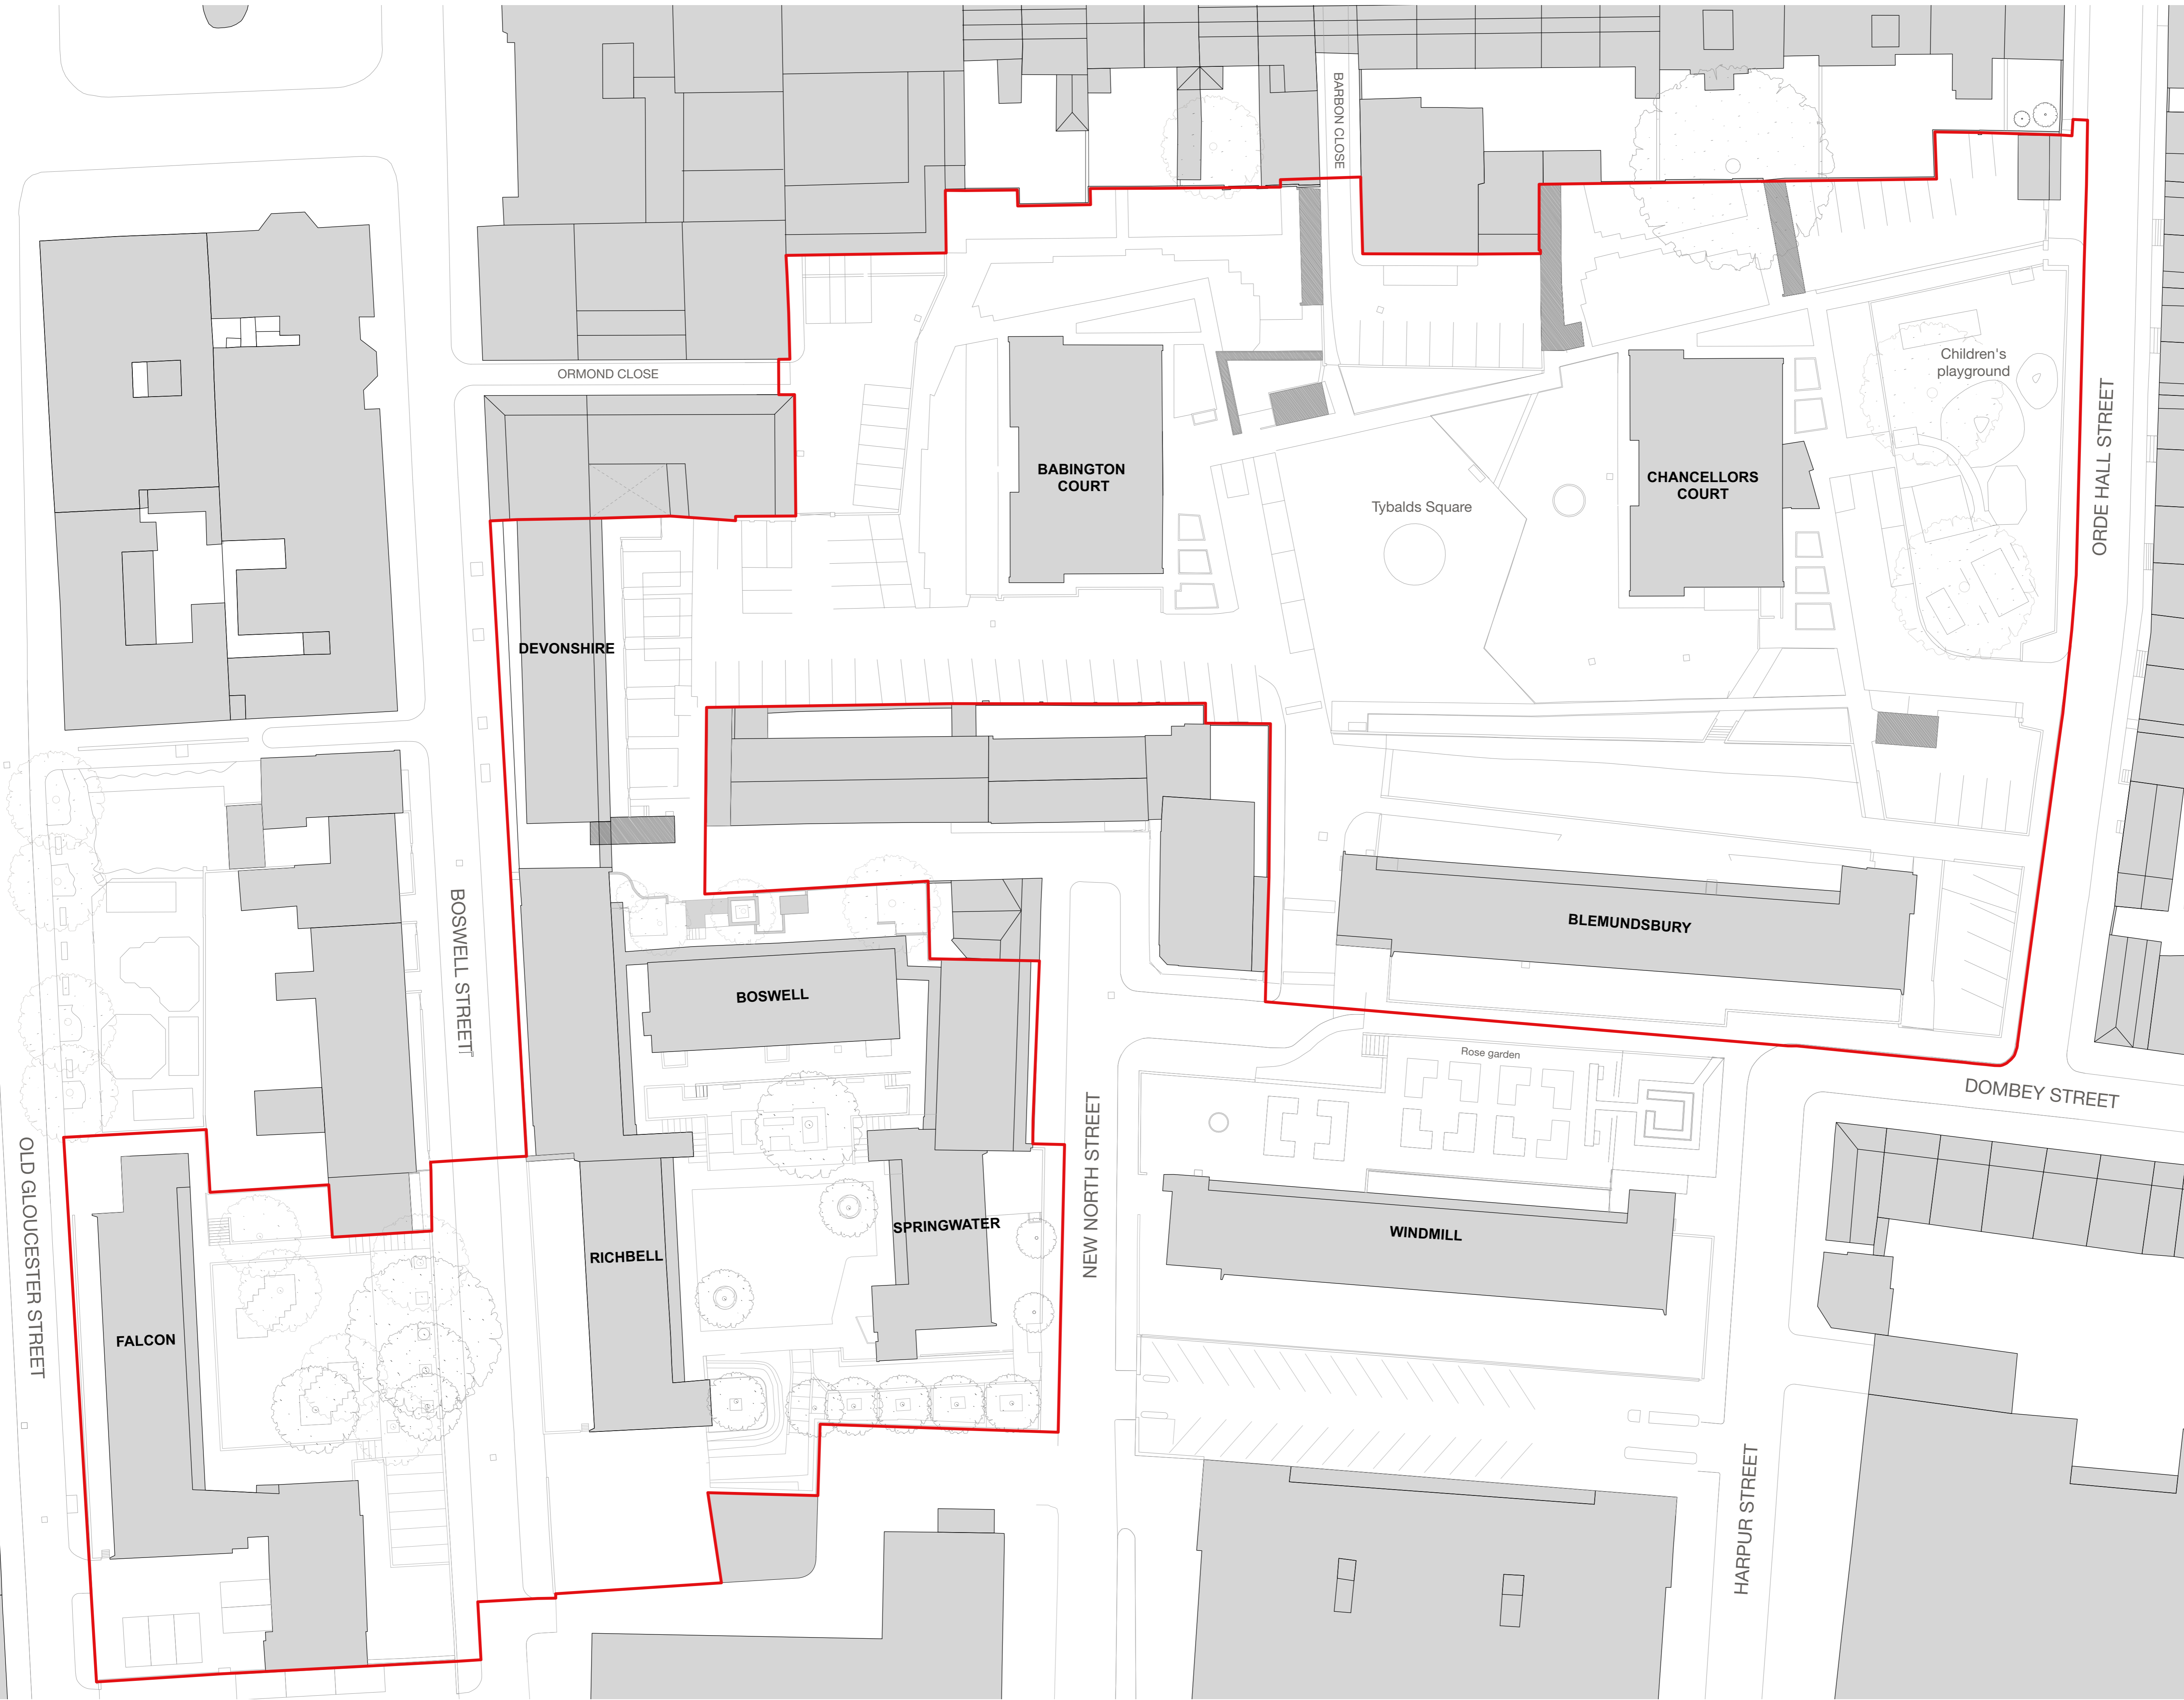 BARBON CLOSE
ORMOND CLOSE
Children's
playground
ORDE HALL STREET
BABINGTON
COURT
CHANCELLORS
COURT
Tybalds Square
DEVONSHIRE
BOSWELL STREET
BLEMUNDSBURY
BOSWELL
Rose garden
DOMBEY STREET
OLD GLOUCESTER STREET
NEW NORTH STREET
SPRINGWATER
WINDMILL
RICHBELL
FALCON
HARPUR STREET